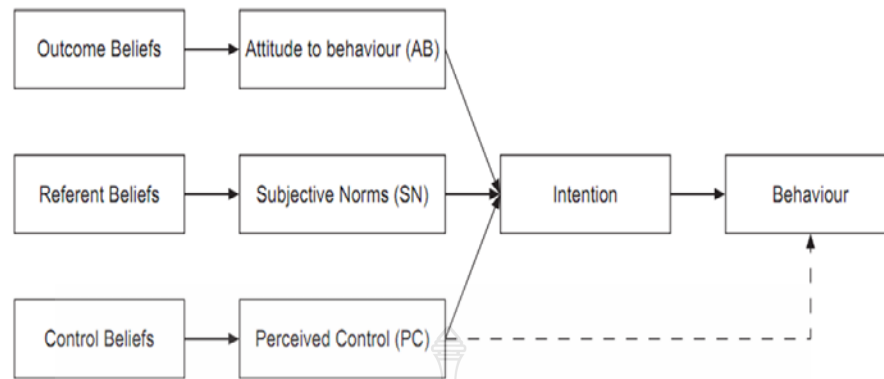 Outcome Beliefs
Attitude to behaviour (AB)
Referent Beliefs
Subjective Norms (SN)
Intention
Behaviour
Control Beliefs
Perceived Control (PC)